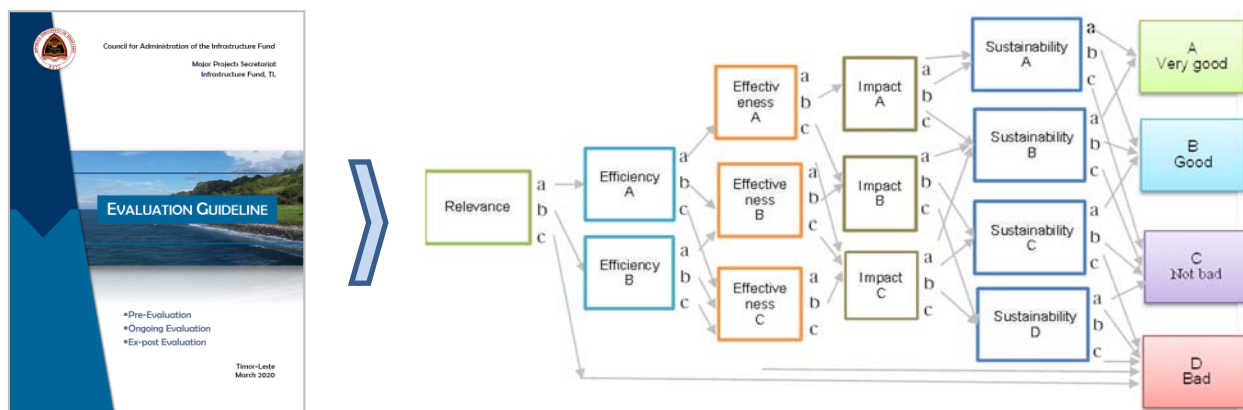 Council for Administration of the Infrastructure Fund
Major Projects Secretariat
Infrastructure Fund, TL
EVALUATION GUIDELINE
▪Pre-Evaluation
▪Ongoing Evaluation
▪Ex-post Evaluation
Timor-Leste
March 2020
Relevance
a
b
c
Efficiency
A
a
b
c
Efficiency
B
a
b
c
Effectiv
eness
A
a
b
c
Effective
ness
B
a
b
c
Effective
ness
C
a
b
c
Impact
A
a
b
c
Impact
B
a
b
c
Impact
C
a
b
c
Sustainability
A
a
b
c
Sustainability
B
a
b
c
Sustainability
C
a
b
c
Sustainability
D
a
b
c
A
Very good
B
Good
C
Not bad
D
Bad